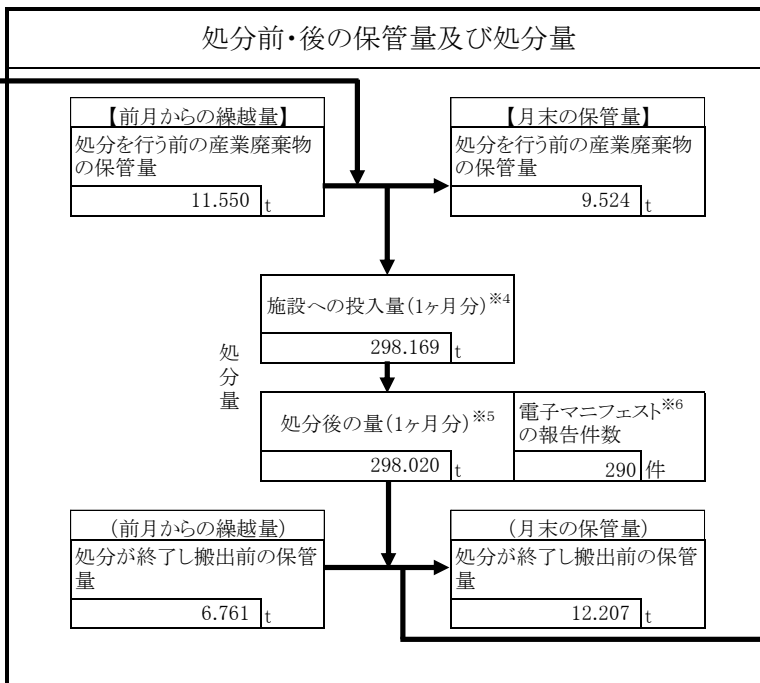 処分前・後の保管量及び処分量
【前月からの繰越量】
処分を行う前の産業廃棄物
の保管量
11.550 t
【月末の保管量】
処分を行う前の産業廃棄物
の保管量
9.524 t
施設への投入量(1ヶ月分)※4
298.169 t
処
分
量
処分後の量(1ヶ月分)※5
298.020 t
電子マニフェスト※6
の報告件数
290 件
(前月からの繰越量)
処分が終了し搬出前の保管
量
6.761 t
(月末の保管量)
処分が終了し搬出前の保管
量
12.207 t